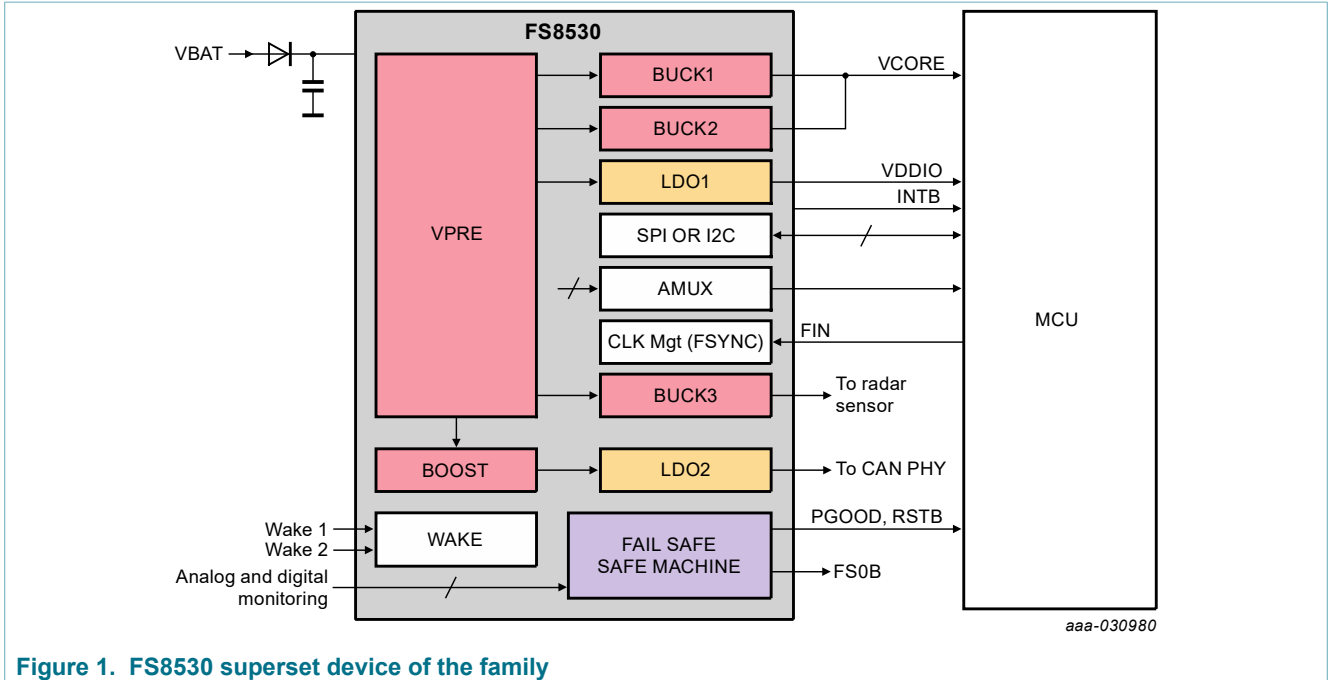 FS8530
VBAT
VPRE
BUCK1
VCORE
BUCK2
LDO1
VDDIO
INTB
SPI OR I2C
AMUX
MCU
CLK Mgt (FSYNC)
FIN
BUCK3
To radar
sensor
BOOST
LDO2
To CAN PHY
Wake 1
Wake 2
WAKE
FAIL SAFE
SAFE MACHINE
PGOOD, RSTB
FS0B
Analog and digital
monitoring
aaa-030980
Figure 1. FS8530 superset device of the family